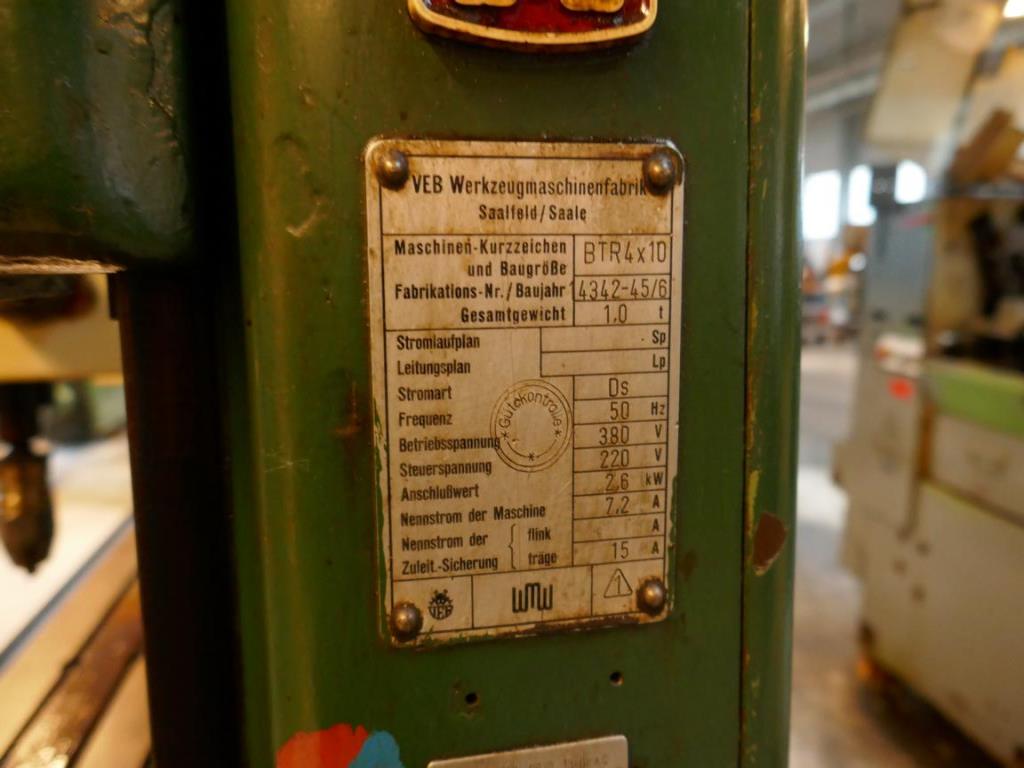 VEB Werkzeugmaschinenfabrik
Saalfeld/Saale
Maschinen-Kurzzeichen
und Baugröße BTR4x10
Fabrikations-Nr./Baujahr 4342-45/6
Gesamtgewicht 1,0 t
Stromlaufplan Sp
Leitungsplan Lp
Stromart Ds
Frequenz 50 Hz
Betriebsspannung 380 V
Steuerspannung 220 V
Anschlußwert 2,6 kW
Nennstrom der Maschine 7,2 A
Nennstrom der flink A
Zuleit.-Sicherung träge 15 A
*Gütekontrolle*
*
VEB WMW